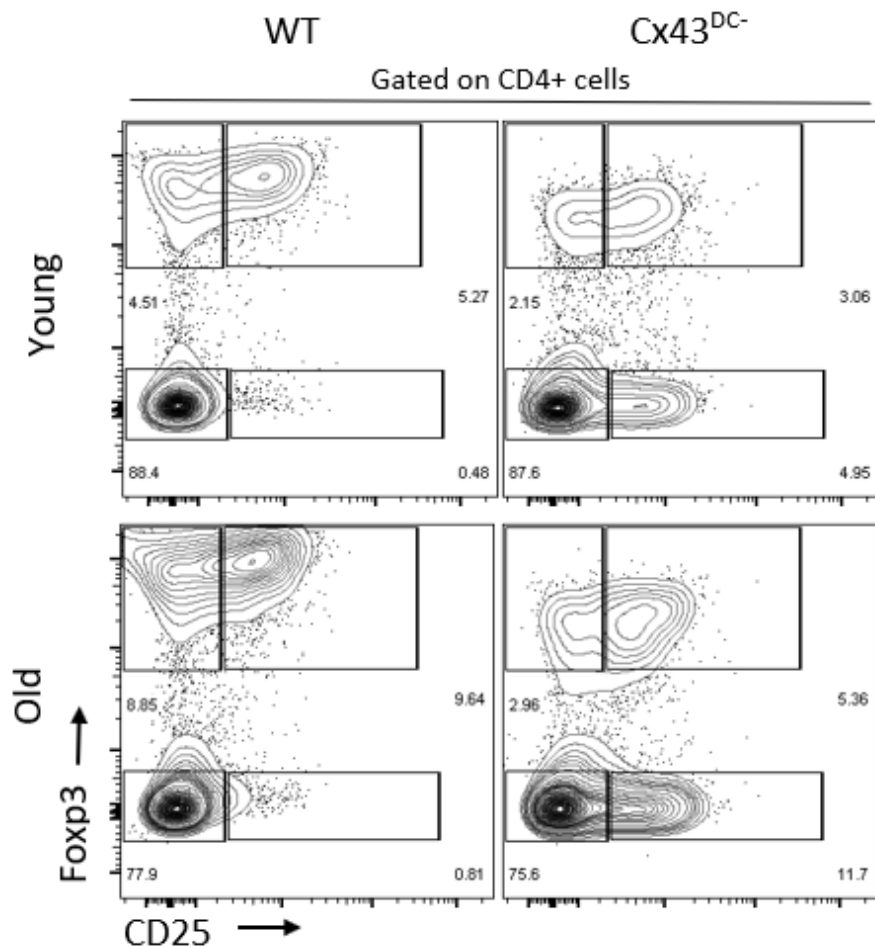 WT Cx43DC-
Gated on CD4+ cells
Young
4.51 5.27 2.15 3.06
88.4 0.48 87.6 4.95
Old
8.85 9.64 2.96 5.36
Foxp3
77.9 0.81 75.6 11.7
CD25